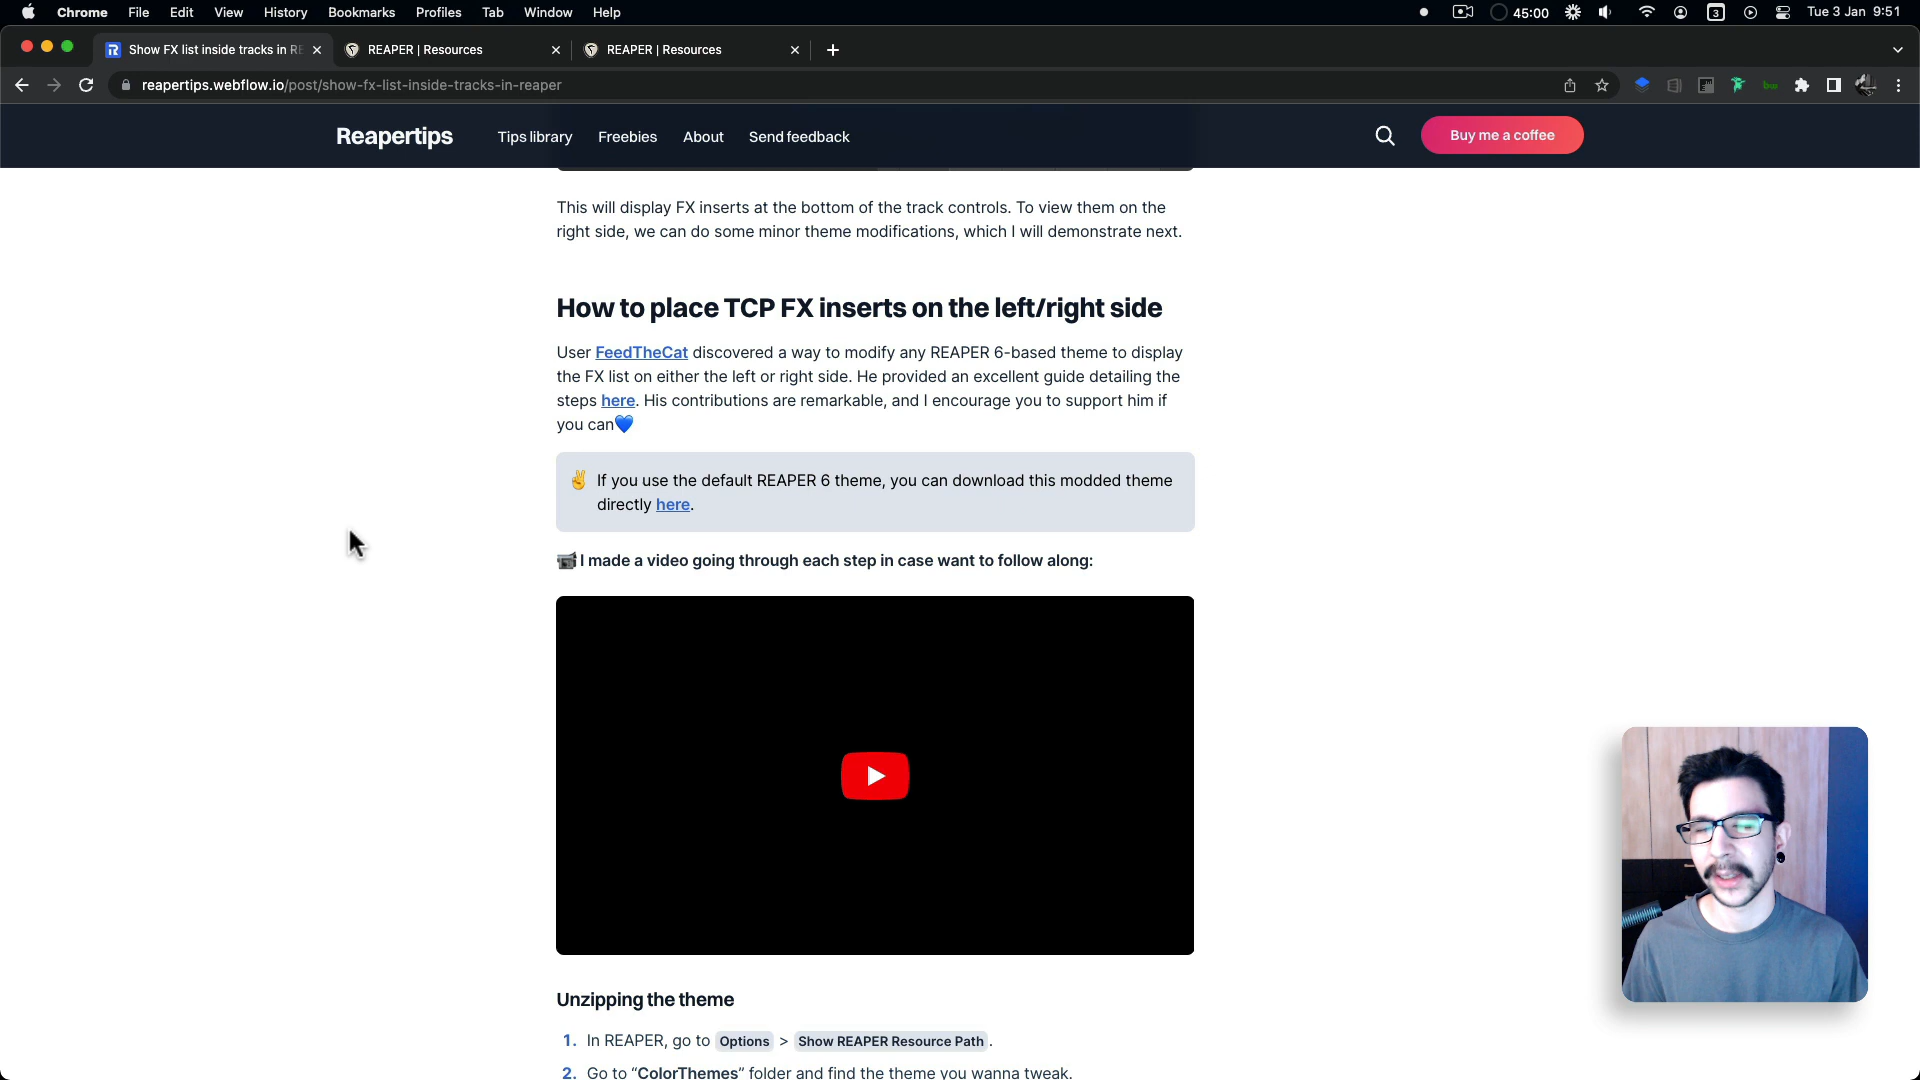 Chrome File Edit View History Bookmarks Profiles Tab Window Help 45:00 3 Tue 3 Jan 9:51
Show FX list inside tracks in RE REAPER | Resources REAPER | Resources
reapertips.webflow.io/post/show-fx-list-inside-tracks-in-reaper
Reapertips Tips library Freebies About Send feedback Buy me a coffee
This will display FX inserts at the bottom of the track controls. To view them on the
right side, we can do some minor theme modifications, which I will demonstrate next.
How to place TCP FX inserts on the left/right side
User FeedTheCat discovered a way to modify any REAPER 6-based theme to display
the FX list on either the left or right side. He provided an excellent guide detailing the
steps here. His contributions are remarkable, and I encourage you to support him if
you can💙
✌️ If you use the default REAPER 6 theme, you can download this modded theme
directly here.
📹 I made a video going through each step in case want to follow along:
Unzipping the theme
1. In REAPER, go to Options > Show REAPER Resource Path .
2. Go to “ColorThemes” folder and find the theme you wanna tweak.